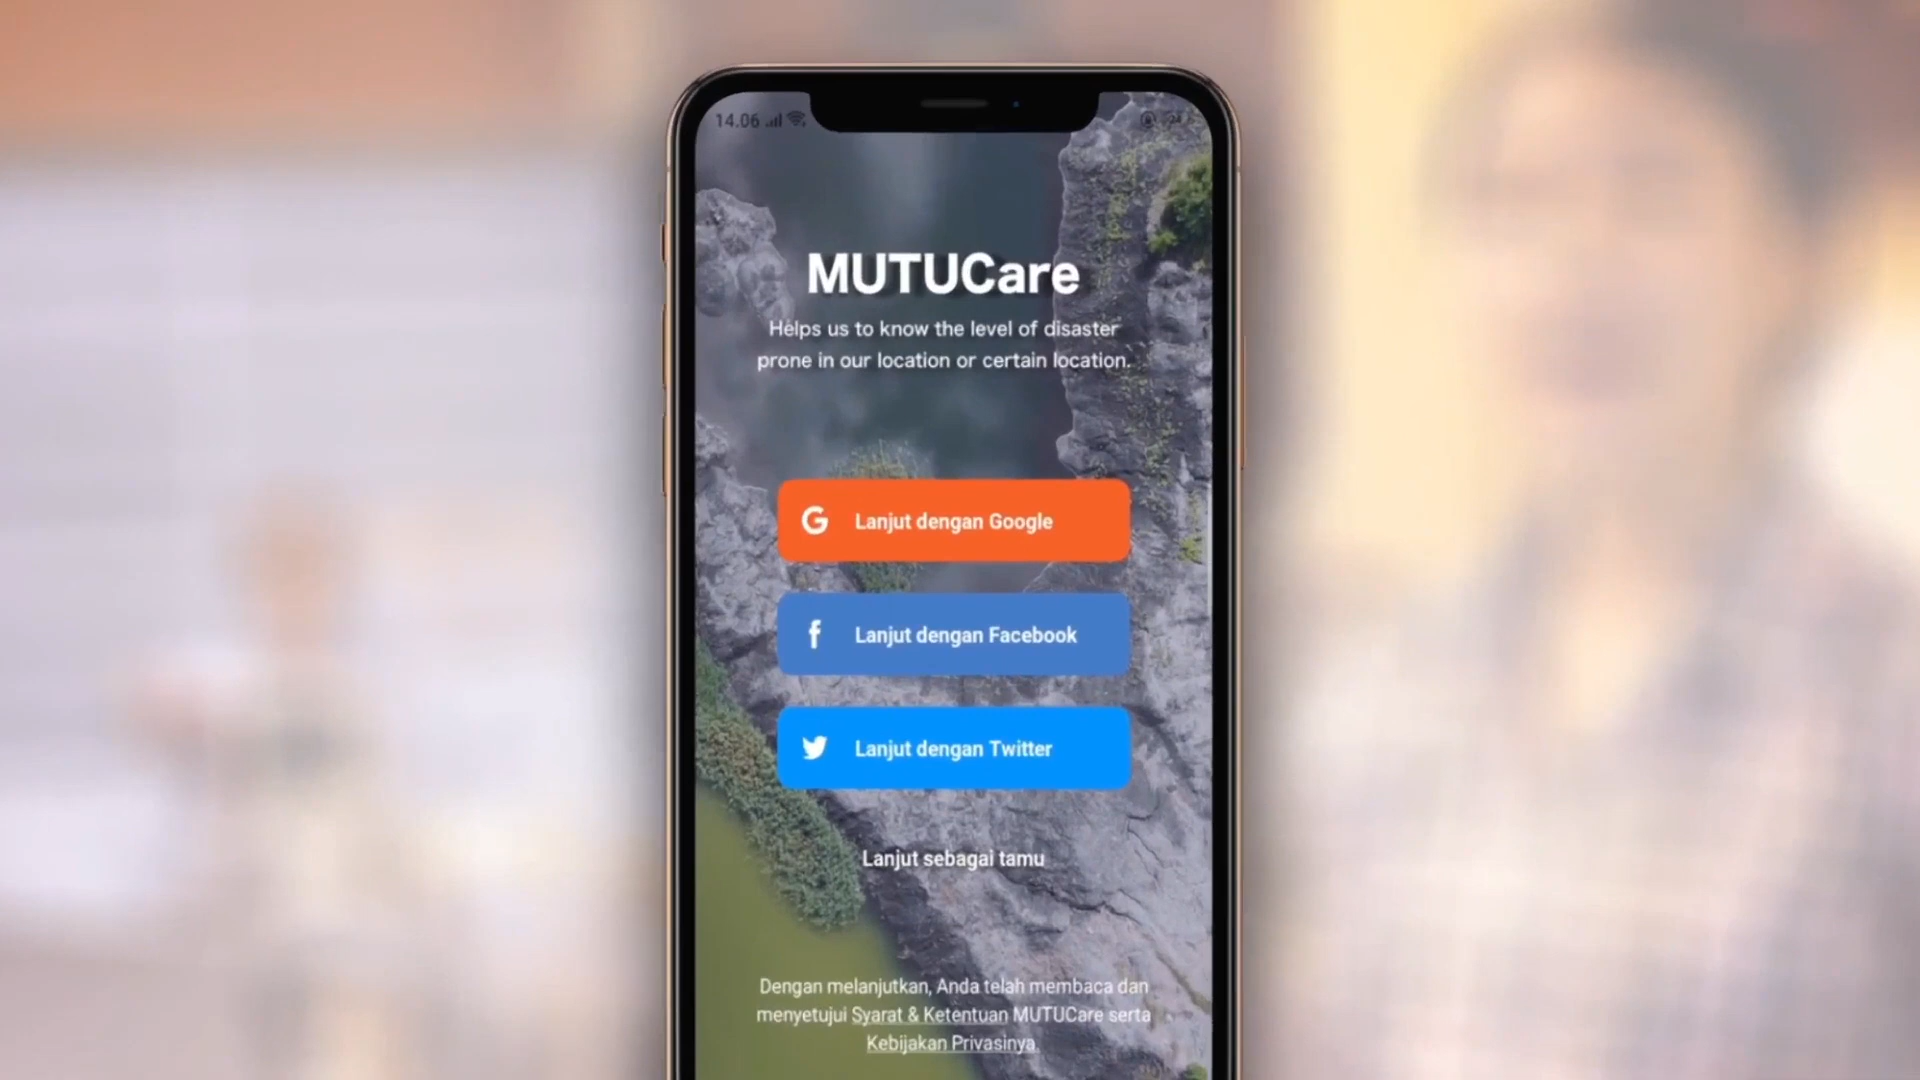 14.06
MUTUCare
Helps us to know the level of disaster
prone in our location or certain location.
Lanjut dengan Google
Lanjut dengan Facebook
Lanjut dengan Twitter
Lanjut sebagai tamu
Dengan melanjutkan, Anda telah membaca dan
menyetujui Syarat & Ketentuan MUTUCare serta
Kebijakan Privasinya.